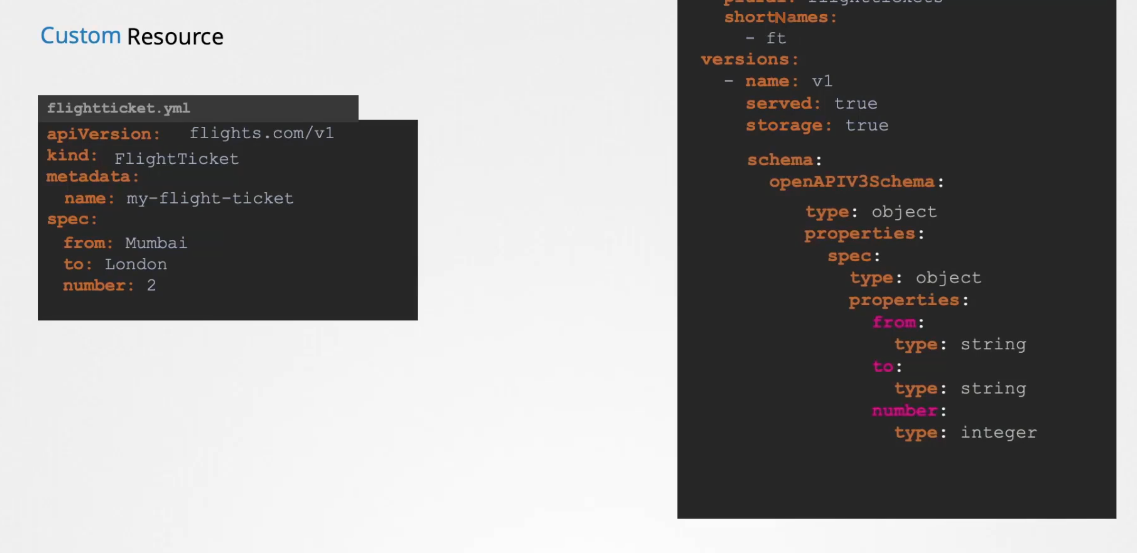 Custom Resource
flightticket.yml
apiVersion: flights.com/v1
kind: FlightTicket
metadata:
name: my-flight-ticket
spec:
from: Mumbai
to: London
number: 2
shortNames:
- ft
versions:
- name: v1
served: true
storage: true
schema:
openAPIV3Schema:
type: object
properties:
spec:
type: object
properties:
from:
type: string
to:
type: string
number:
type: integer